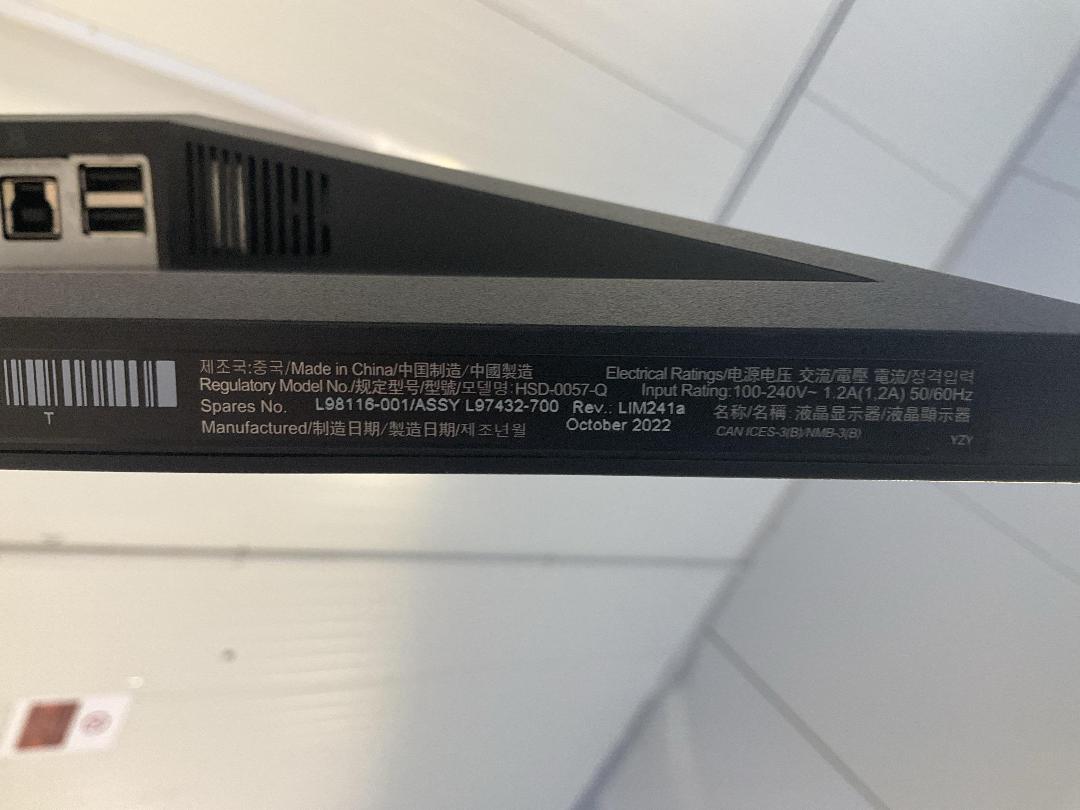 제조국:중국/Made in China/中国制造/中國製造
Regulatory Model No./规定型号/型號/모델명:HSD-0057-Q
Spares No. L98116-001/ASSY L97432-700 Rev.: LIM241a
Manufactured/制造日期/製造日期/제조년월 October 2022
Electrical Ratings/电源电压 交流/電壓 電流/정격입력
Input Rating:100-240V~ 1.2A(1.2A) 50/60Hz
名称/名稱: 液晶显示器/液晶顯示器
CAN ICES-3(B)/NMB-3(B)
YZY
T